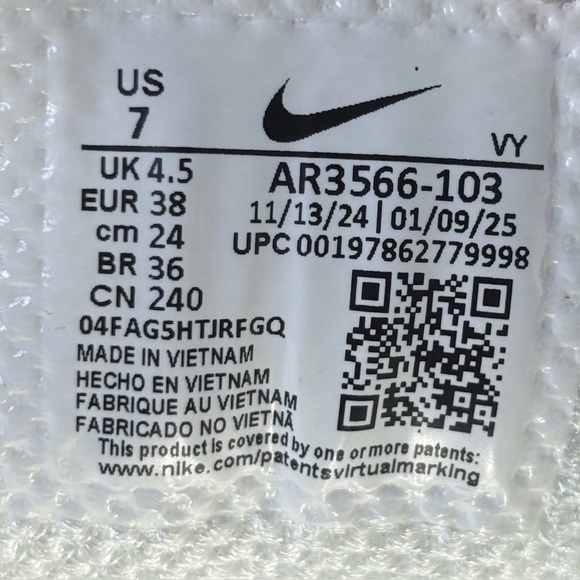 US
7
VY
UK 4.5
EUR 38
cm 24
BR 36
CN 240
AR3566-103
11/13/24 | 01/09/25
UPC 00197862779998
04FAG5HTJRFGQ
MADE IN VIETNAM
HECHO EN VIETNAM
FABRIQUE AU VIETNAM
FABRICADO NO VIETNÃ
This product is covered by one or more patents:
www.nike.com/patentsvirtualmarking